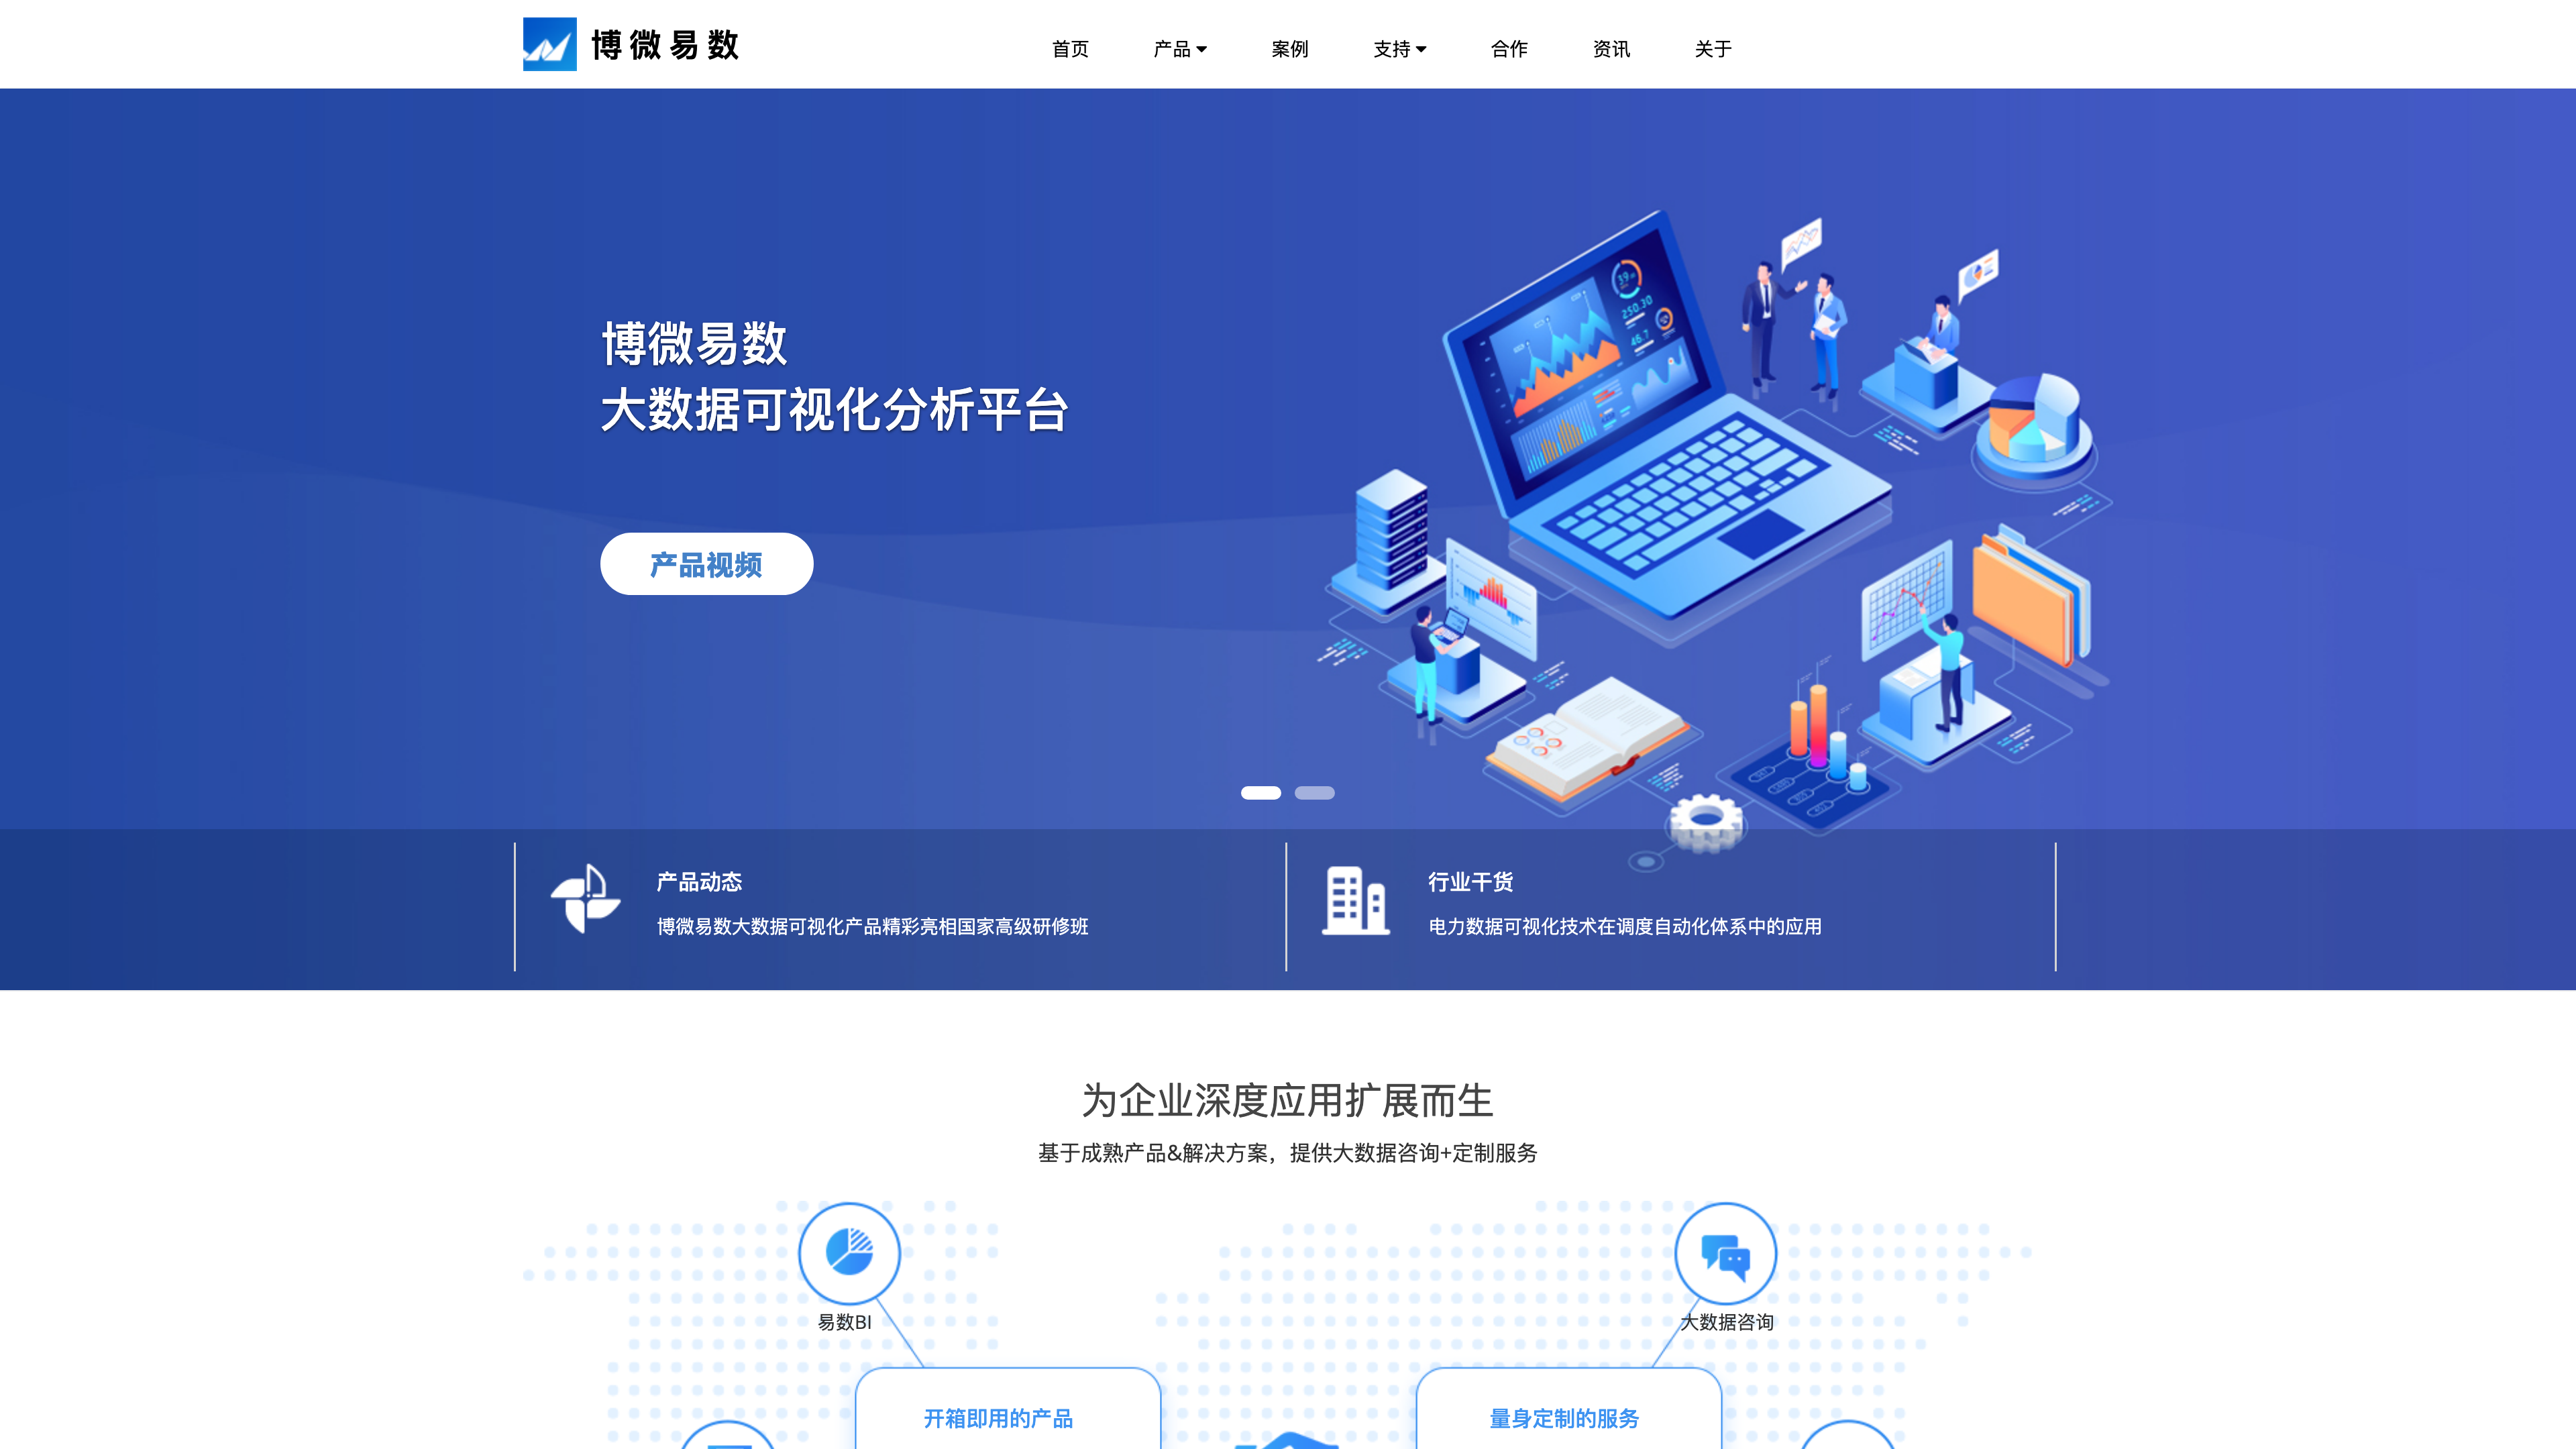 博微易数
首页
产品
案例
支持
合作
资讯
关于
博微易数
大数据可视化分析平台
产品视频
产品动态
博微易数大数据可视化产品精彩亮相国家高级研修班
行业干货
电力数据可视化技术在调度自动化体系中的应用
为企业深度应用扩展而生
基于成熟产品&解决方案，提供大数据咨询+定制服务
易数BI
大数据咨询
开箱即用的产品
量身定制的服务